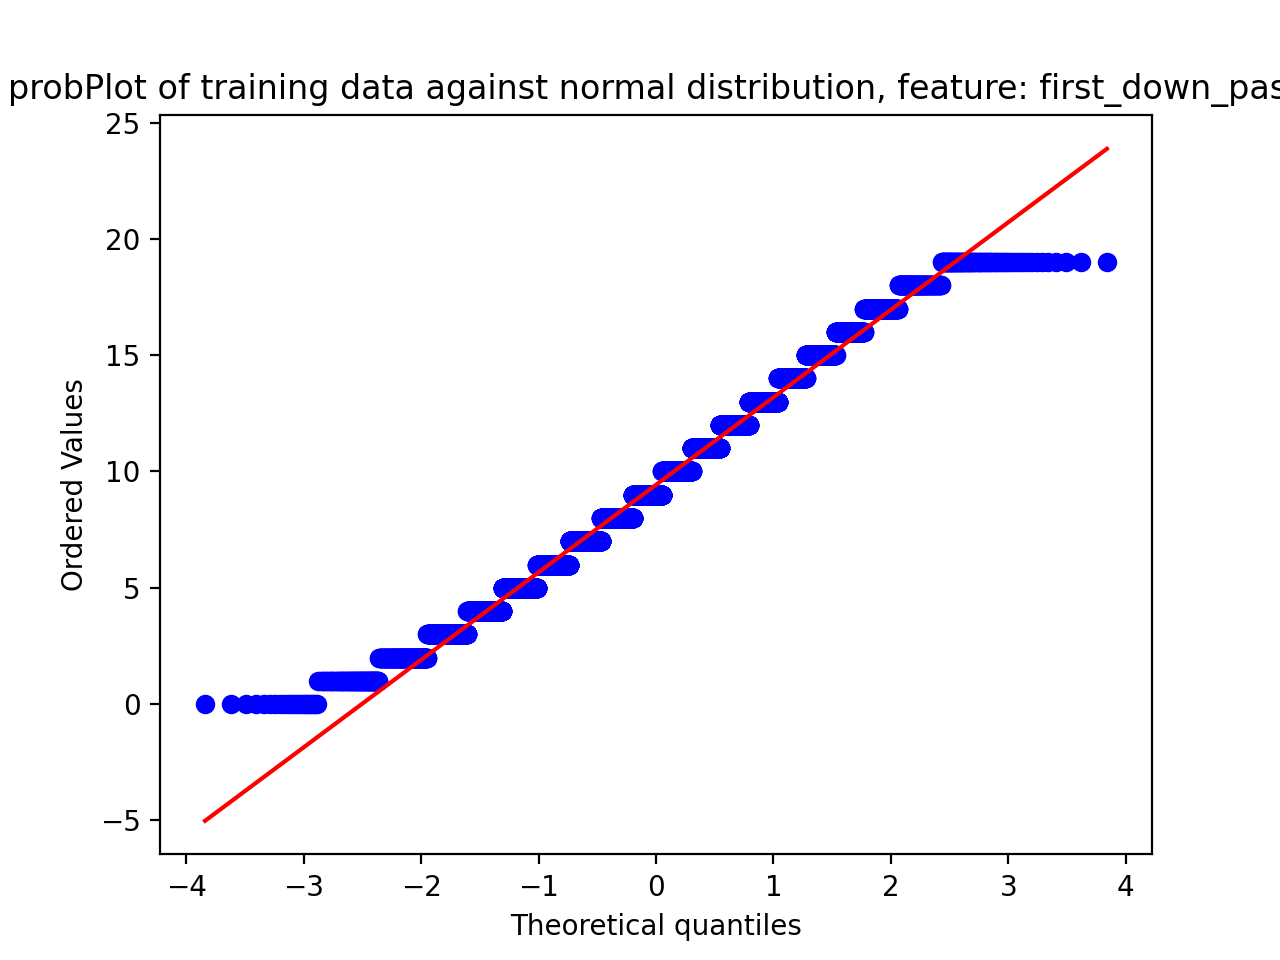 probPlot of training data against normal distribution, feature: first_down_pas
25
20
15
10
5
0
−5
Ordered Values
−4 −3 −2 −1 0 1 2 3 4
Theoretical quantiles